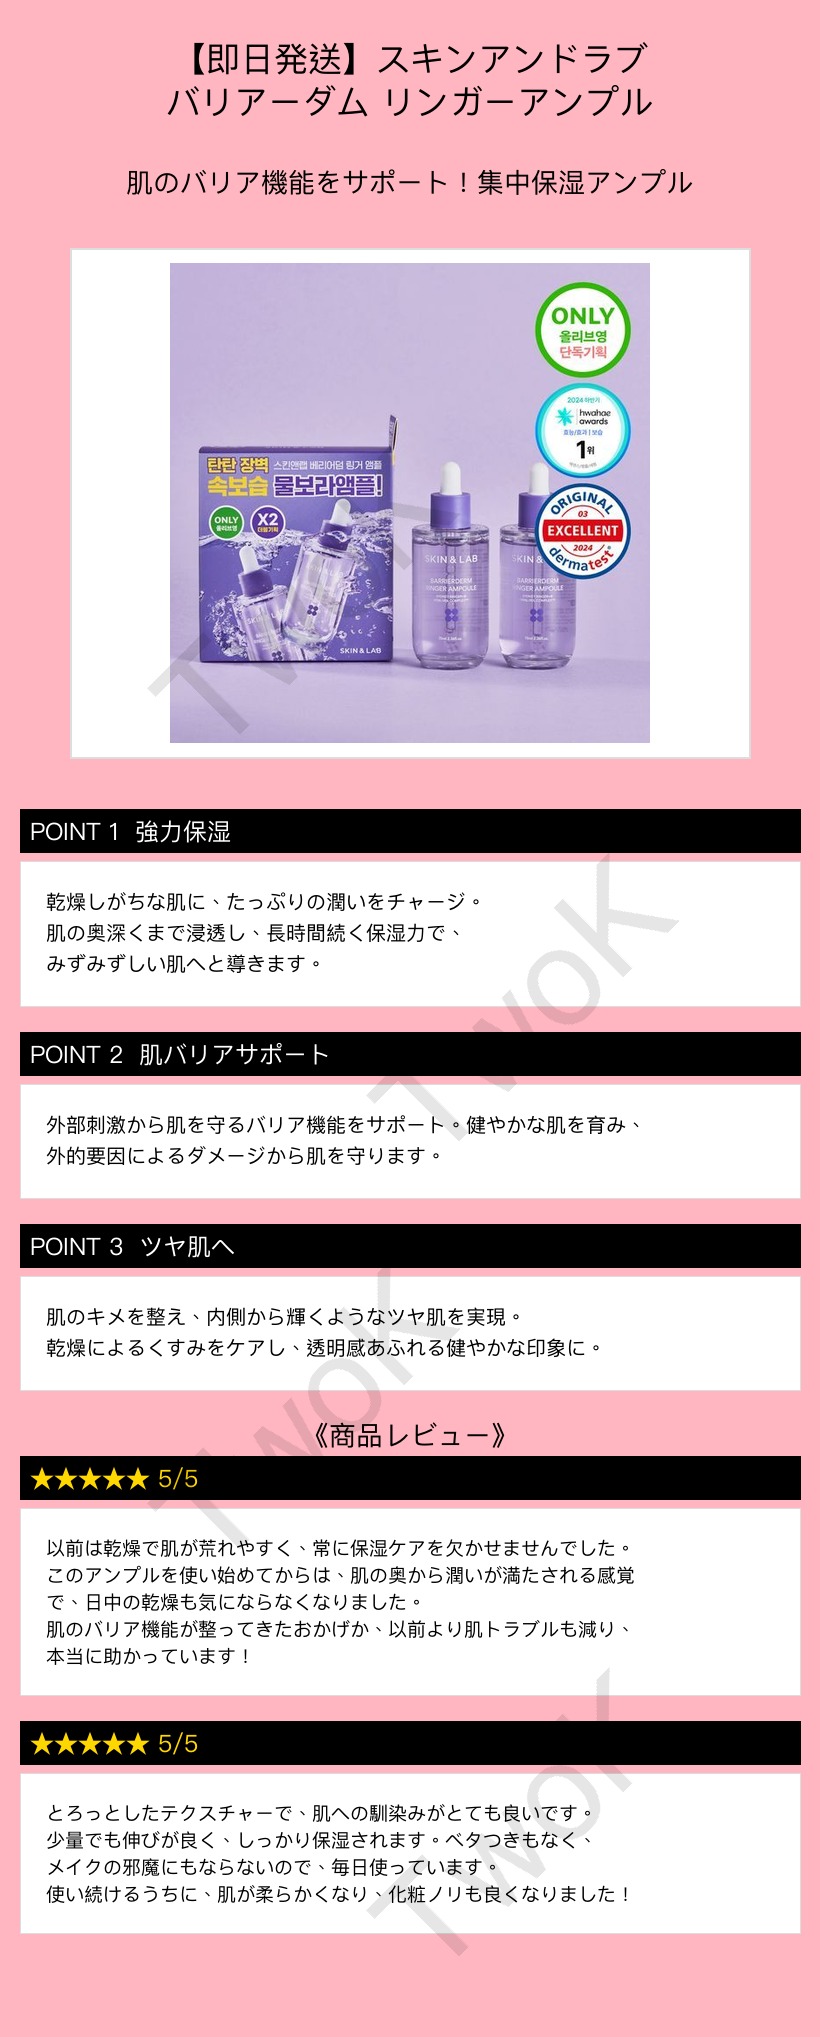 【即日発送】スキンアンドラブ
バリアーダム リンガーアンプル
肌のバリア機能をサポート！集中保湿アンプル
ONLY
올리브영
단독기획
2024 하반기
hwahae
awards
효능/효과 | 보습
1위
ORIGINAL
03
EXCELLENT
2024
dermatest
탄탄 장벽 스킨앤랩 베리어덤 링거 앰플
속보습 물보라앰플!
ONLY
올리브영
X2
더블기획
SKIN & LAB
SKIN & LAB
BARRIERDERM
RINGER AMPOULE
SKIN &
BARRIERDERM
RINGER AMPOULE
TwoK
POINT 1 強力保湿
乾燥しがちな肌に、たっぷりの潤いをチャージ。
肌の奥深くまで浸透し、長時間続く保湿力で、
みずみずしい肌へと導きます。
TwoK
POINT 2 肌バリアサポート
外部刺激から肌を守るバリア機能をサポート。健やかな肌を育み、
外的要因によるダメージから肌を守ります。
POINT 3 ツヤ肌へ
肌のキメを整え、内側から輝くようなツヤ肌を実現。
乾燥によるくすみをケアし、透明感あふれる健やかな印象に。
TwoK
《商品レビュー》
★★★★★ 5/5
以前は乾燥で肌が荒れやすく、常に保湿ケアを欠かせませんでした。
このアンプルを使い始めてからは、肌の奥から潤いが満たされる感覚
で、日中の乾燥も気にならなくなりました。
肌のバリア機能が整ってきたおかげか、以前より肌トラブルも減り、
本当に助かっています！
★★★★★ 5/5
とろっとしたテクスチャーで、肌への馴染みがとても良いです。
少量でも伸びが良く、しっかり保湿されます。ベタつきもなく、
メイクの邪魔にもならないので、毎日使っています。
使い続けるうちに、肌が柔らかくなり、化粧ノリも良くなりました！
TwoK